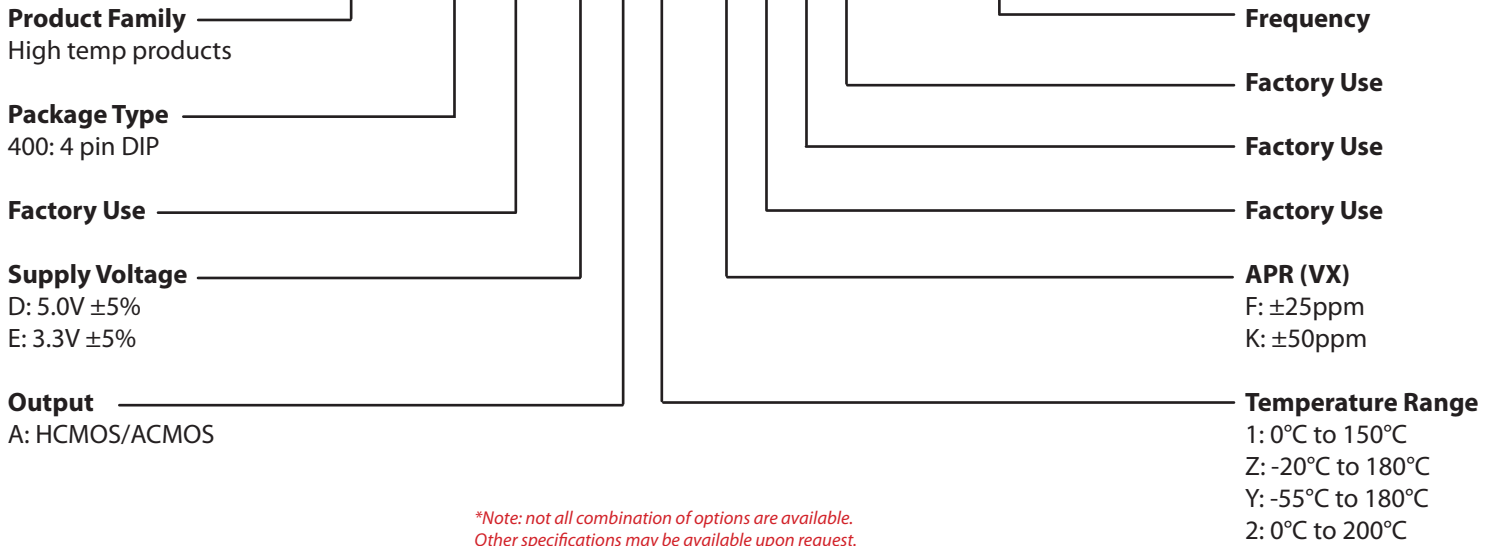 Product Family
High temp products
Package Type
400: 4 pin DIP
Factory Use
Supply Voltage
D: 5.0V ±5%
E: 3.3V ±5%
Output
A: HCMOS/ACMOS
Frequency
Factory Use
Factory Use
Factory Use
APR (VX)
F: ±25ppm
K: ±50ppm
Temperature Range
1: 0°C to 150°C
Z: -20°C to 180°C
Y: -55°C to 180°C
2: 0°C to 200°C
*Note: not all combination of options are available.
Other specifications may be available upon request.